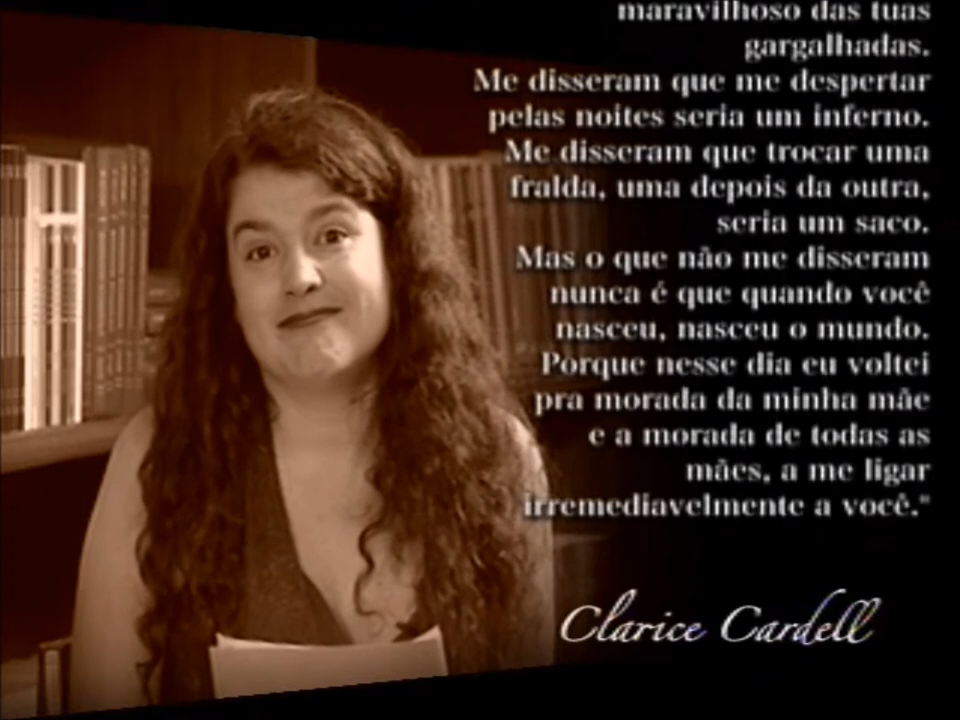 maravilhoso das tuas
gargalhadas.
Me disseram que me despertar
pelas noites seria um inferno.
Me disseram que trocar uma
fralda, uma depois da outra,
seria um saco.
Mas o que não me disseram
nunca é que quando você
nasceu, nasceu o mundo.
Porque nesse dia eu voltei
pra morada da minha mãe
e a morada de todas as
mães, a me ligar
irremediavelmente a você."
Clarice Cardell